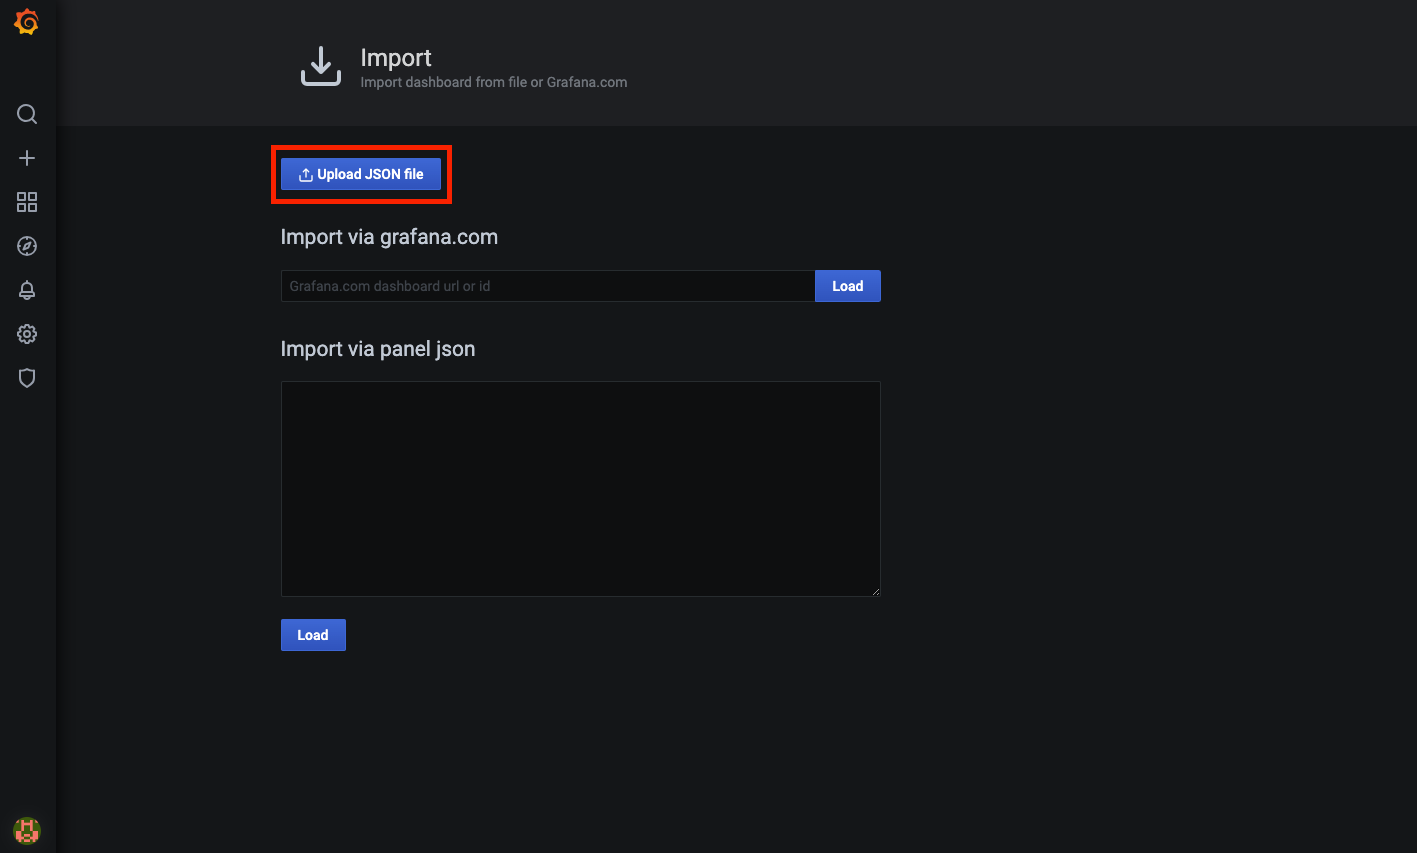 Import
Import dashboard from file or Grafana.com
Upload JSON file
Import via grafana.com
Grafana.com dashboard url or id
Load
Import via panel json
Load